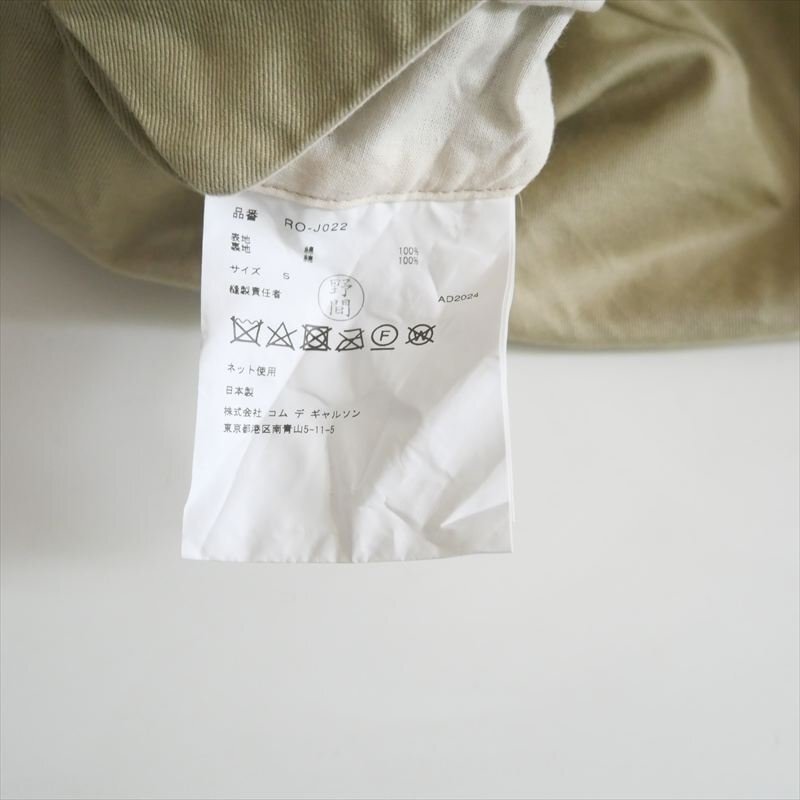 品番 RO-J022
表地 綿 100%
裏地 綿 100%
サイズ S
縫製責任者 野間 AD2024
F W
ネット使用
日本製
株式会社 コム デ ギャルソン
東京都港区南青山5-11-5